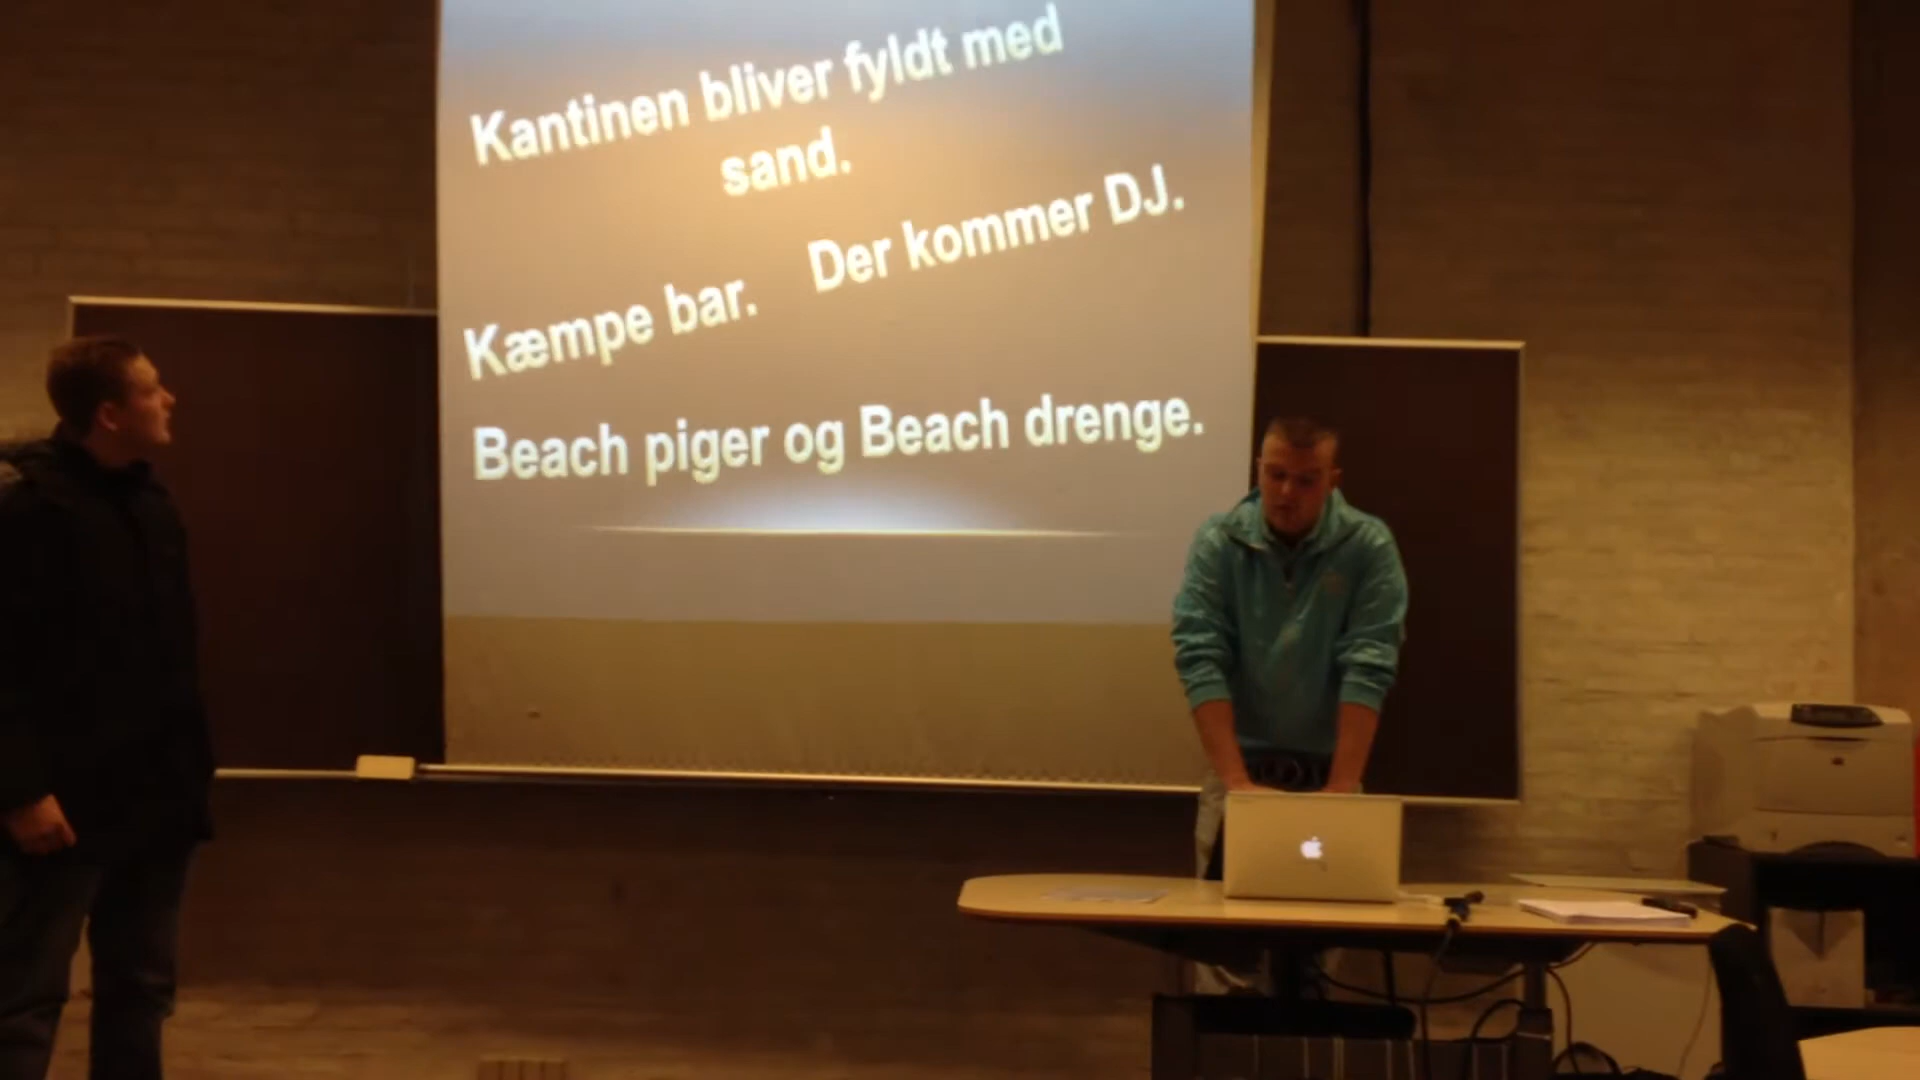 Kantinen bliver fyldt med
sand.
Der kommer DJ.
Kæmpe bar.
Beach piger og Beach drenge.